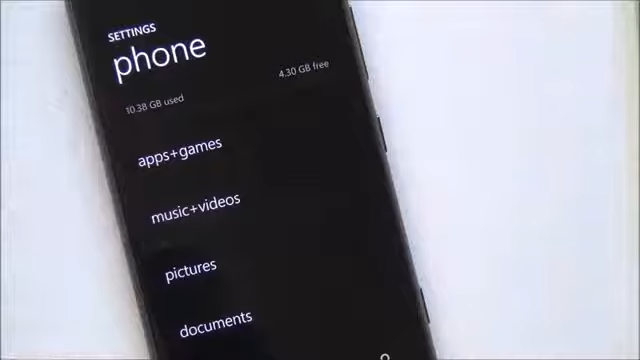 SETTINGS
phone
10.38 GB used
4.30 GB free
apps+games
music+videos
pictures
documents